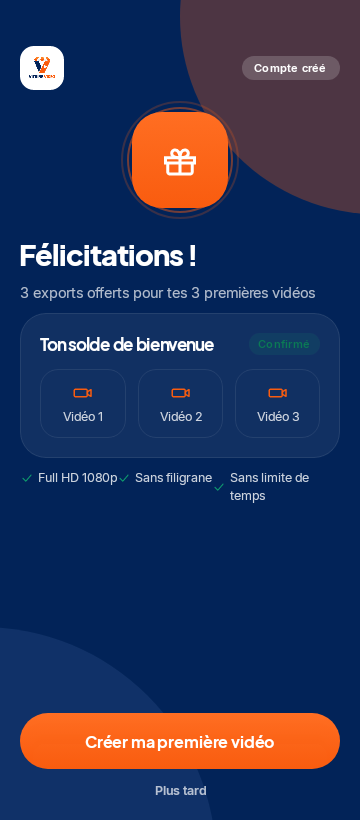 Compte créé
Félicitations !
3 exports offerts pour tes 3 premières vidéos
Ton solde de bienvenue
Confirmé
Vidéo 1
Vidéo 2
Vidéo 3
Full HD 1080p
Sans filigrane
Sans limite de
temps
Créer ma première vidéo
Plus tard